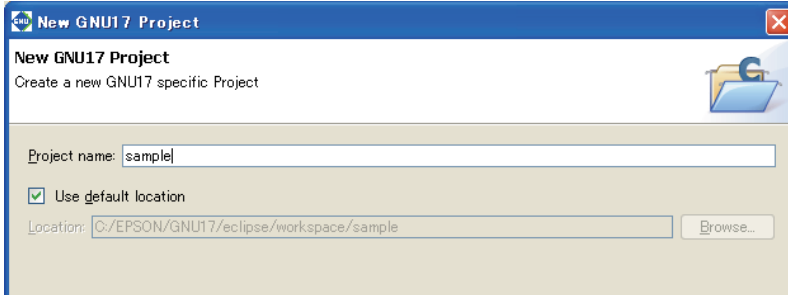 GNU New GNU17 Project
New GNU17 Project
Create a new GNU17 specific Project
C
Project name: sample
Use default location
Location: C:/EPSON/GNU17/eclipse/workspace/sample Browse...